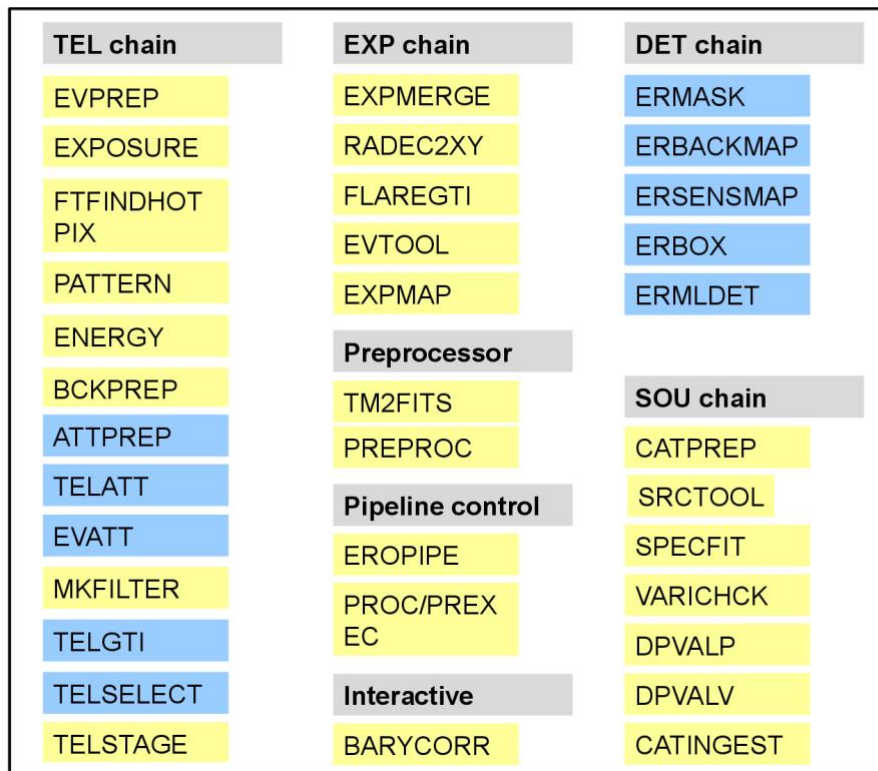 TEL chain
EVPREP
EXPOSURE
FTFINDHOT
PIX
PATTERN
ENERGY
BCKPREP
ATTPREP
TELATT
EVATT
MKFILTER
TELGTI
TELSELECT
TELSTAGE
EXP chain
EXPMERGE
RADEC2XY
FLAREGTI
EVTOOL
EXPMAP
Preprocessor
TM2FITS
PREPROC
Pipeline control
EROPIPE
PROC/PREX
EC
Interactive
BARYCORR
DET chain
ERMASK
ERBACKMAP
ERSENSMAP
ERBOX
ERMLDET
SOU chain
CATPREP
SRCTOOL
SPECFIT
VARICHCK
DPVALP
DPVALV
CATINGEST